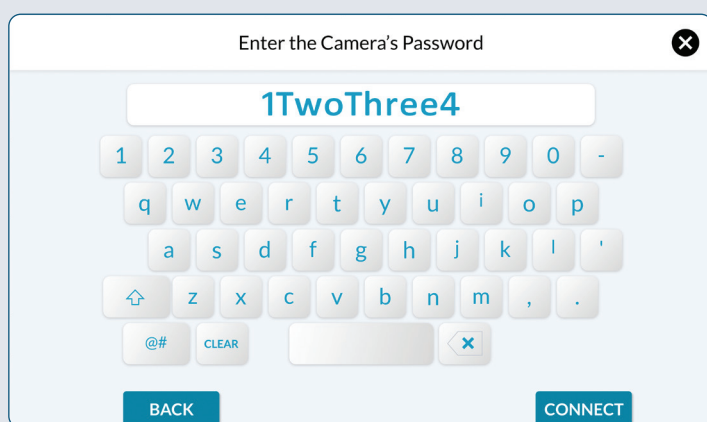 Enter the Camera's Password
1TwoThree4
1 2 3 4 5 6 7 8 9 0 -
q w e r t y u i o p
a s d f g h j k l '
z x c v b n m , .
@# CLEAR
BACK CONNECT